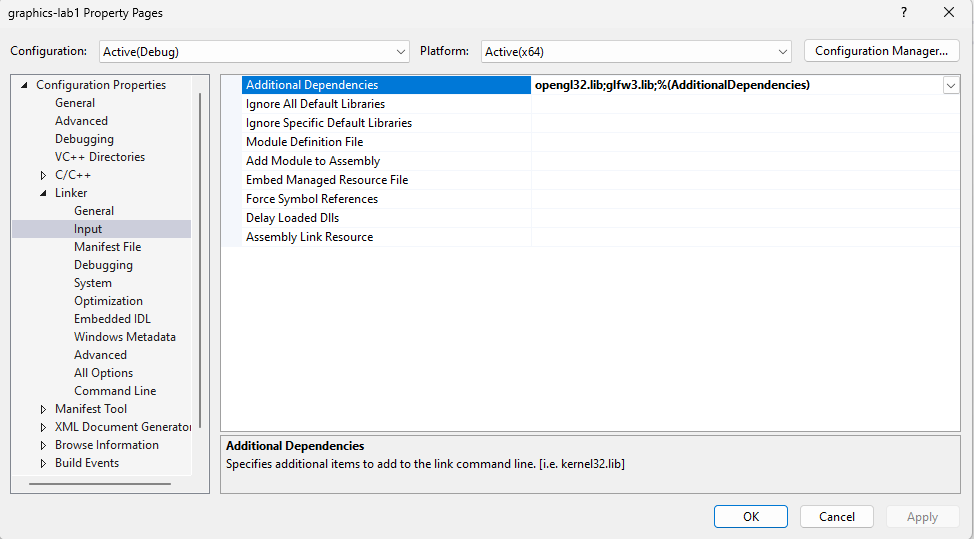 graphics-lab1 Property Pages
Configuration: Active(Debug) Platform: Active(x64) Configuration Manager...
Configuration Properties
General
Advanced
Debugging
VC++ Directories
C/C++
Linker
General
Input
Manifest File
Debugging
System
Optimization
Embedded IDL
Windows Metadata
Advanced
All Options
Command Line
Manifest Tool
XML Document Generator
Browse Information
Build Events
Additional Dependencies opengl32.lib;glfw3.lib;%(AdditionalDependencies)
Ignore All Default Libraries
Ignore Specific Default Libraries
Module Definition File
Add Module to Assembly
Embed Managed Resource File
Force Symbol References
Delay Loaded Dlls
Assembly Link Resource
Additional Dependencies
Specifies additional items to add to the link command line. [i.e. kernel32.lib]
OK Cancel Apply